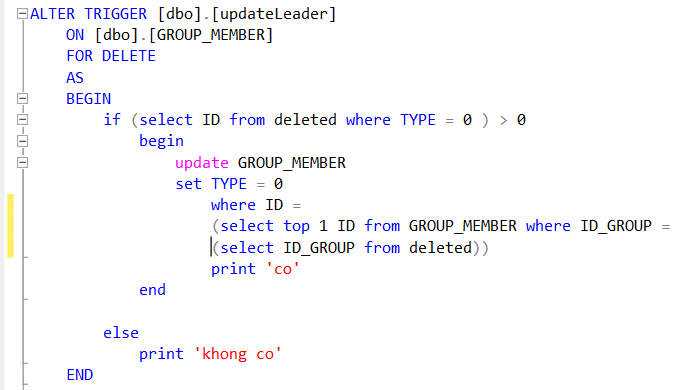 ALTER TRIGGER [dbo].[updateLeader]
ON [dbo].[GROUP_MEMBER]
FOR DELETE
AS
BEGIN
if (select ID from deleted where TYPE = 0 ) > 0
begin
update GROUP_MEMBER
set TYPE = 0
where ID =
(select top 1 ID from GROUP_MEMBER where ID_GROUP =
(select ID_GROUP from deleted))
print 'co'
end
else
print 'khong co'
END